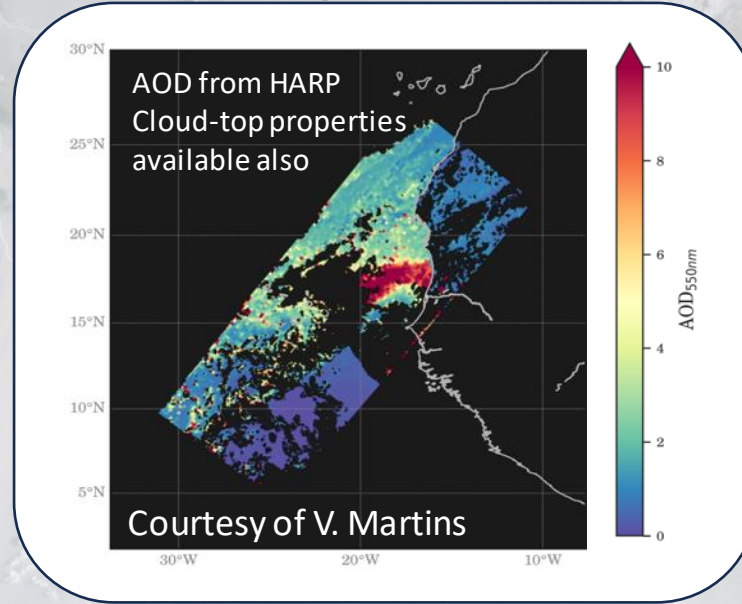 30°N
AOD from HARP
Cloud-top properties
available also
25°N
20°N
15°N
10°N
5°N
Courtesy of V. Martins
30°W
20°W
10°W
10
8
6
4
2
0
AOD550nm